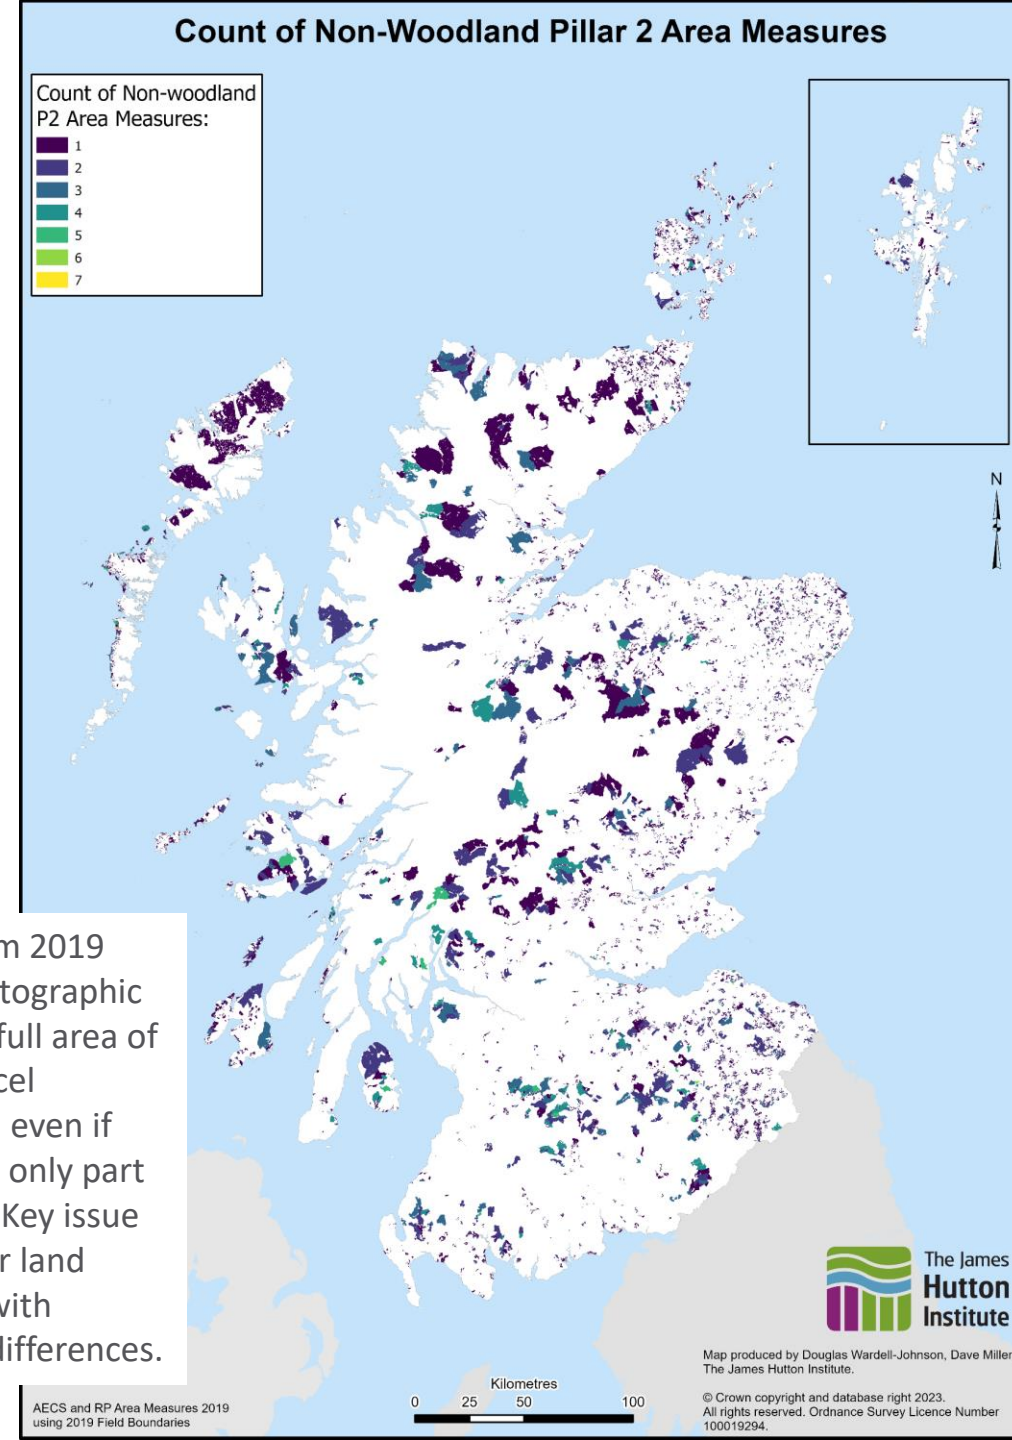 Count of Non-Woodland Pillar 2 Area Measures
Count of Non-woodland
P2 Area Measures:
1
2
3
4
5
6
7
N
2019
tographic
full area of
cel
even if
only part
Key issue
r land
with
differences.
The James
Hutton
Institute
Map produced by Douglas Wardell-Johnson, Dave Miller
The James Hutton Institute.
© Crown copyright and database right 2023.
All rights reserved. Ordnance Survey Licence Number
100019294.
Kilometres
0 25 50 100
AECS and RP Area Measures 2019
using 2019 Field Boundaries